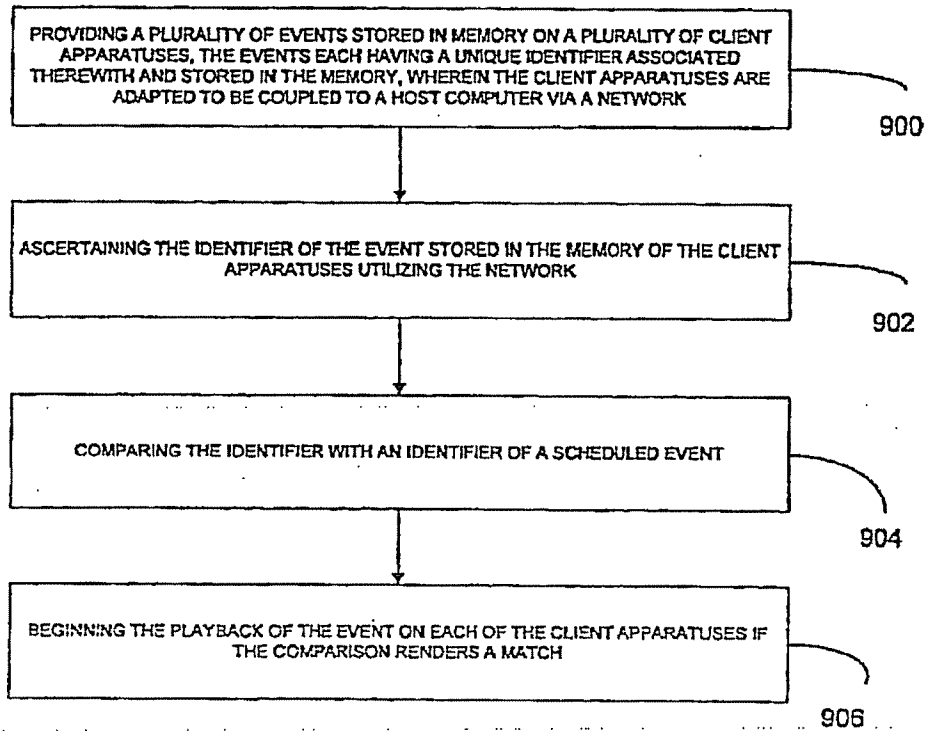 PROVIDING A PLURALITY OF EVENTS STORED IN MEMORY ON A PLURALITY OF CLIENT
APPARATUSES, THE EVENTS EACH HAVING A UNIQUE IDENTIFIER ASSOCIATED
THEREWITH AND STORED IN THE MEMORY, WHEREIN THE CLIENT APPARATUSES ARE
ADAPTED TO BE COUPLED TO A HOST COMPUTER VIA A NETWORK
900
ASCERTAINING THE IDENTIFIER OF THE EVENT STORED IN THE MEMORY OF THE CLIENT
APPARATUSES UTILIZING THE NETWORK
902
COMPARING THE IDENTIFIER WITH AN IDENTIFIER OF A SCHEDULED EVENT
904
BEGINNING THE PLAYBACK OF THE EVENT ON EACH OF THE CLIENT APPARATUSES IF
THE COMPARISON RENDERS A MATCH
906